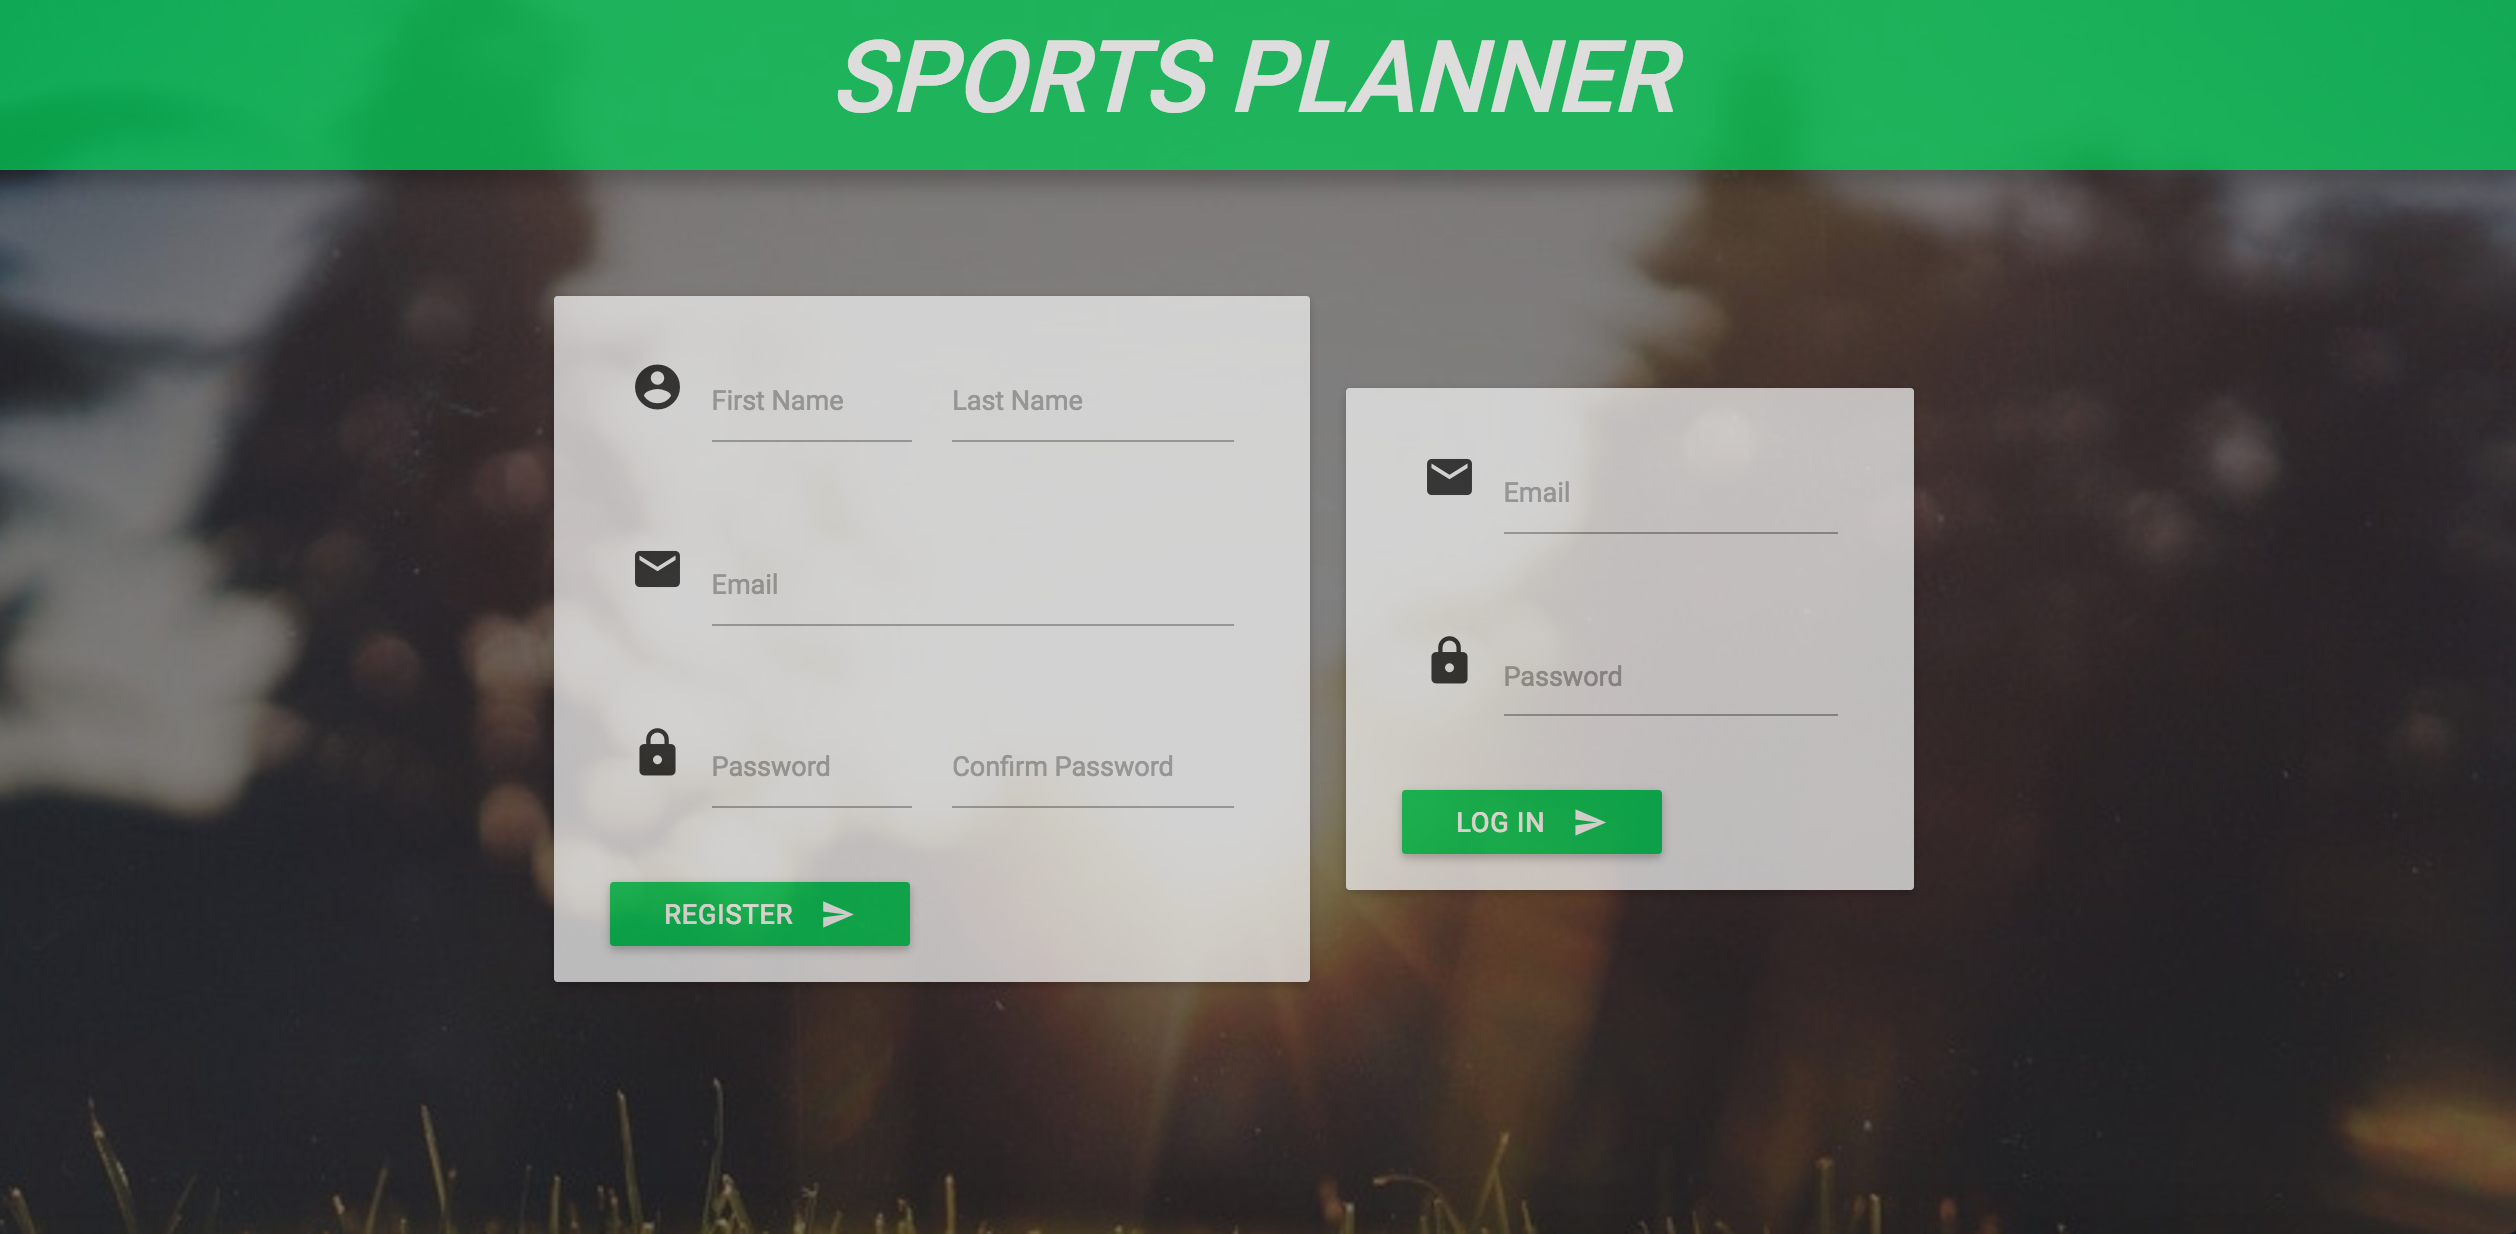 SPORTS PLANNER
First Name Last Name
Email
Password Confirm Password
REGISTER
Email
Password
LOG IN